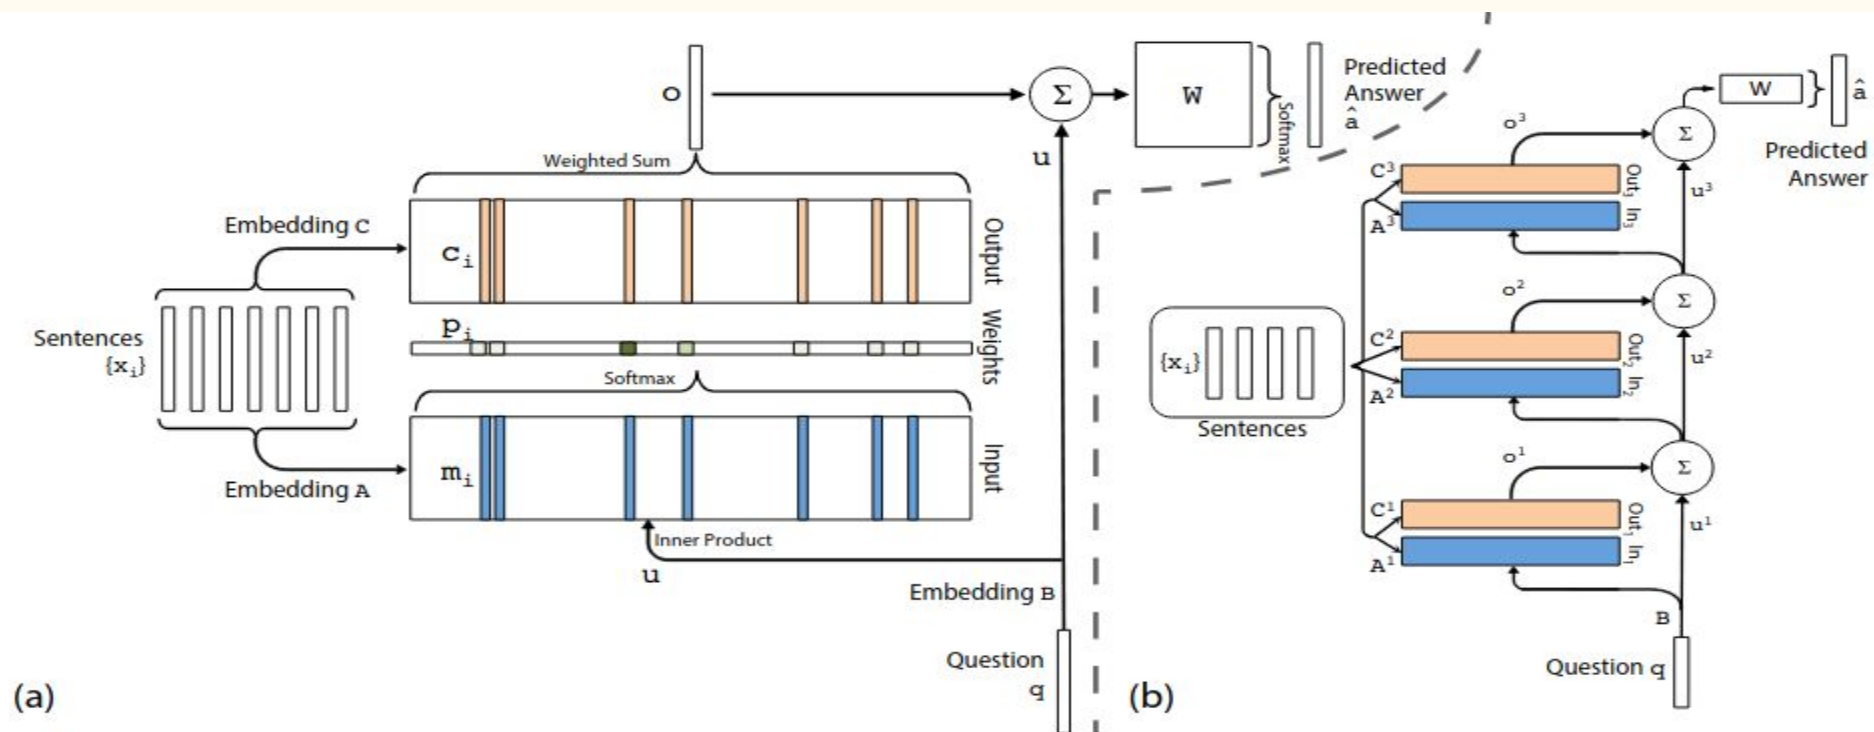 o
Σ
W
Softmax
Predicted
Answer
â
Weighted Sum
u
Embedding C
c_i
Output
Sentences
{x_i}
p_i
Weights
Softmax
m_i
Input
Embedding A
Inner Product
u
Embedding B
Question
q
(a)
W
â
Predicted
Answer
Σ
o³
C³
Out₃
A³
In₃
u³
Σ
o²
{x_i}
Sentences
C²
Out₂
A²
In₂
u²
Σ
o¹
C¹
Out₁
A¹
In₁
u¹
B
Question q
(b)